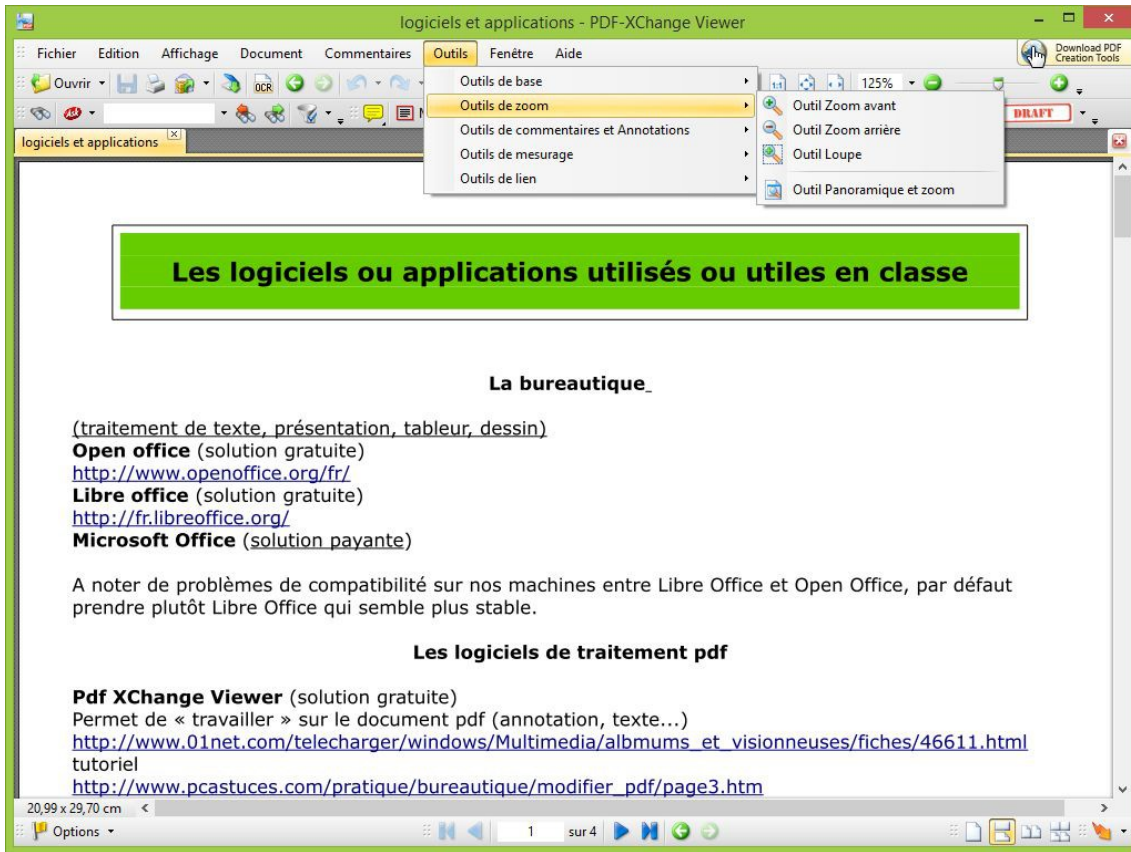 logiciels et applications - PDF-XChange Viewer
Fichier Edition Affichage Document Commentaires Outils Fenêtre Aide
Download PDF
Creation Tools
Ouvrir OCR 1:1 125%
Outils de base
Outils de zoom
Outils de commentaires et Annotations
Outils de mesurage
Outils de lien
Outil Zoom avant
Outil Zoom arrière
Outil Loupe
Outil Panoramique et zoom
DRAFT
logiciels et applications
Les logiciels ou applications utilisés ou utiles en classe
La bureautique
(traitement de texte, présentation, tableur, dessin)
Open office (solution gratuite)
http://www.openoffice.org/fr/
Libre office (solution gratuite)
http://fr.libreoffice.org/
Microsoft Office (solution payante)
A noter de problèmes de compatibilité sur nos machines entre Libre Office et Open Office, par défaut
prendre plutôt Libre Office qui semble plus stable.
Les logiciels de traitement pdf
Pdf XChange Viewer (solution gratuite)
Permet de « travailler » sur le document pdf (annotation, texte...)
http://www.01net.com/telecharger/windows/Multimedia/albmums_et_visionneuses/fiches/46611.html
tutoriel
http://www.pcastuces.com/pratique/bureautique/modifier_pdf/page3.htm
20,99 x 29,70 cm
Options 1 sur 4